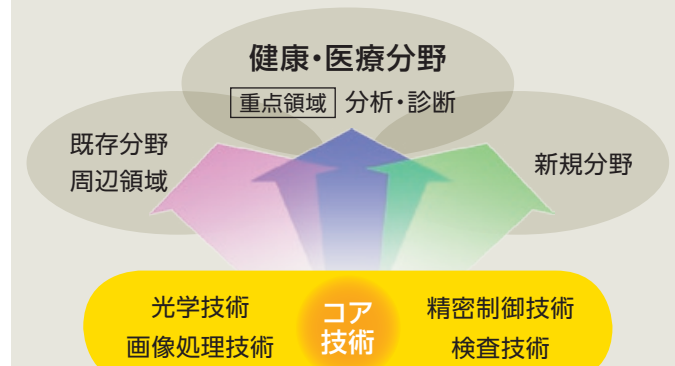 健康・医療分野
重点領域 分析・診断
既存分野
周辺領域
新規分野
光学技術
画像処理技術
コア
技術
精密制御技術
検査技術